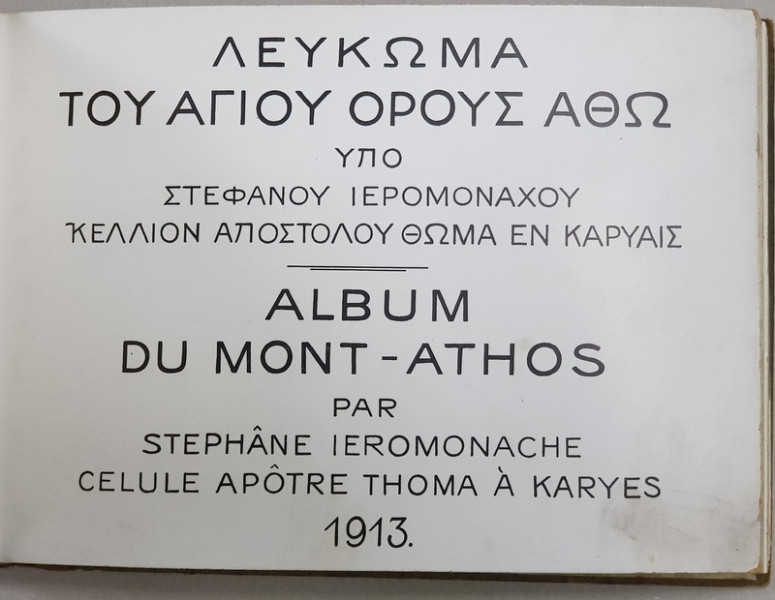 ΛΕΥΚΩΜΑ
ΤΟΥ ΑΓΙΟΥ ΟΡΟΥΣ ΑΘΩ
ΥΠΟ
ΣΤΕΦΑΝΟΥ ΙΕΡΟΜΟΝΑΧΟΥ
ΚΕΛΛΙΟΝ ΑΠΟΣΤΟΛΟΥ ΘΩΜΑ ΕΝ ΚΑΡΥΑΙΣ
ALBUM
DU MONT-ATHOS
PAR
STEPHÂNE IEROMONACHE
CELULE APÔTRE THOMA À KARYES
1913.